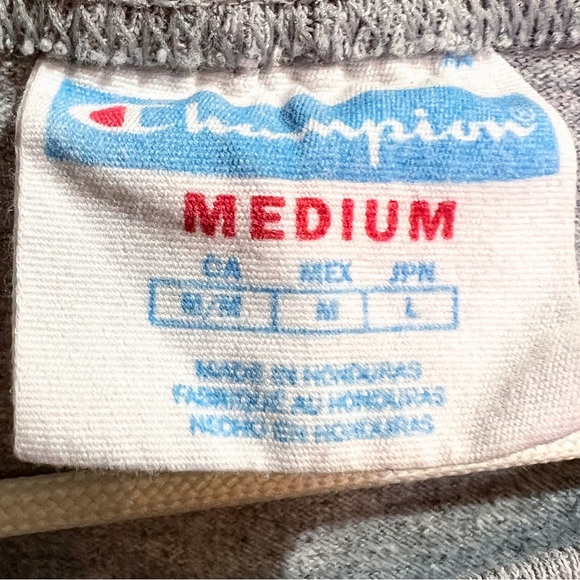 Champion®
MEDIUM
CA MEX JPN
M/M M L
MADE IN HONDURAS
FABRIQUÉ AU HONDURAS
HECHO EN HONDURAS